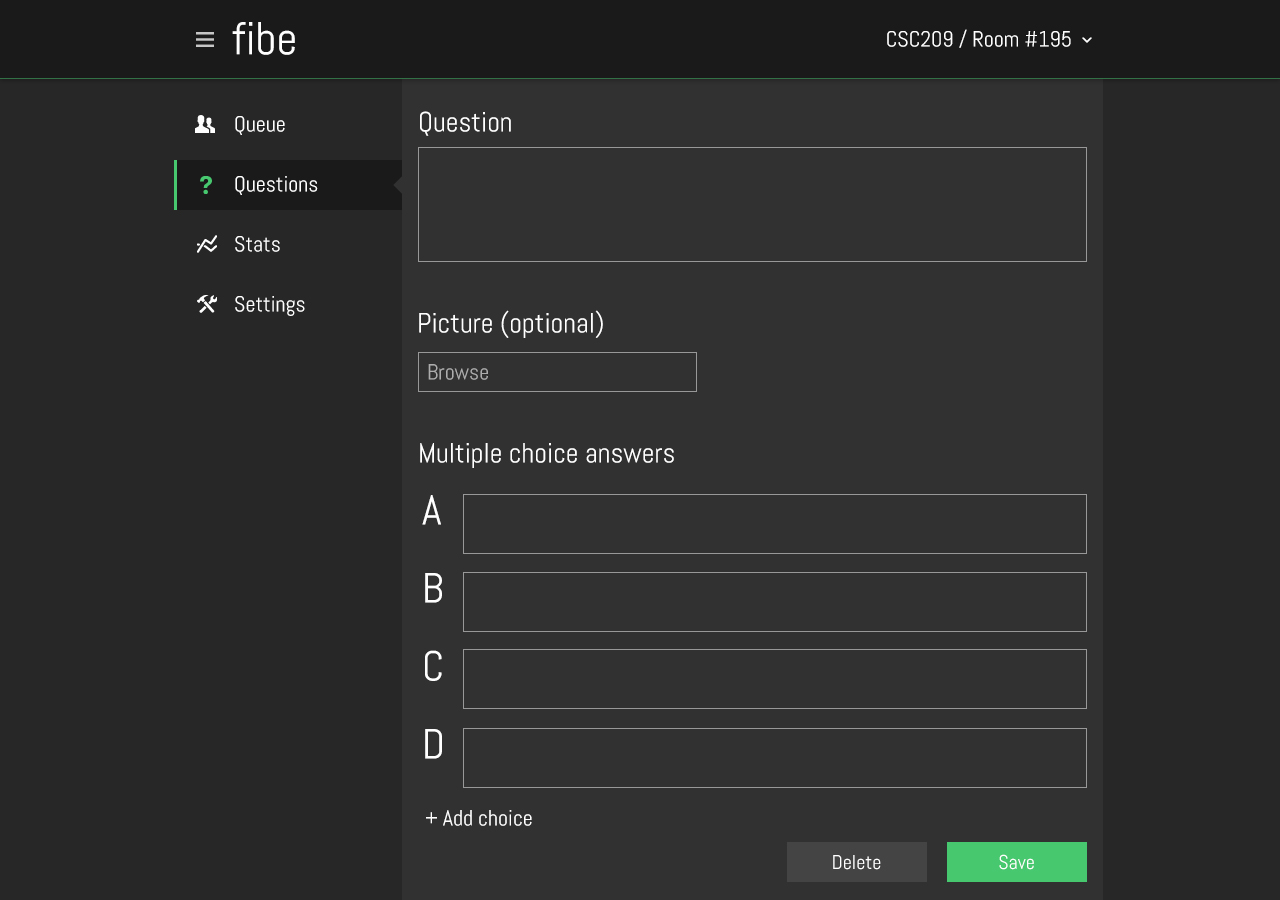 fibe
CSC209 / Room #195
Queue
? Questions
Stats
Settings
Question
Picture (optional)
Browse
Multiple choice answers
A
B
C
D
+ Add choice
Delete
Save